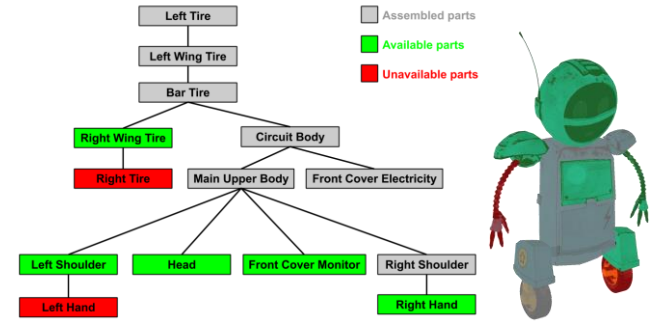 Left Tire
Assembled parts
Left Wing Tire
Available parts
Unavailable parts
Bar Tire
Right Wing Tire
Circuit Body
Right Tire
Main Upper Body
Front Cover Electricity
Left Shoulder
Head
Front Cover Monitor
Right Shoulder
Left Hand
Right Hand